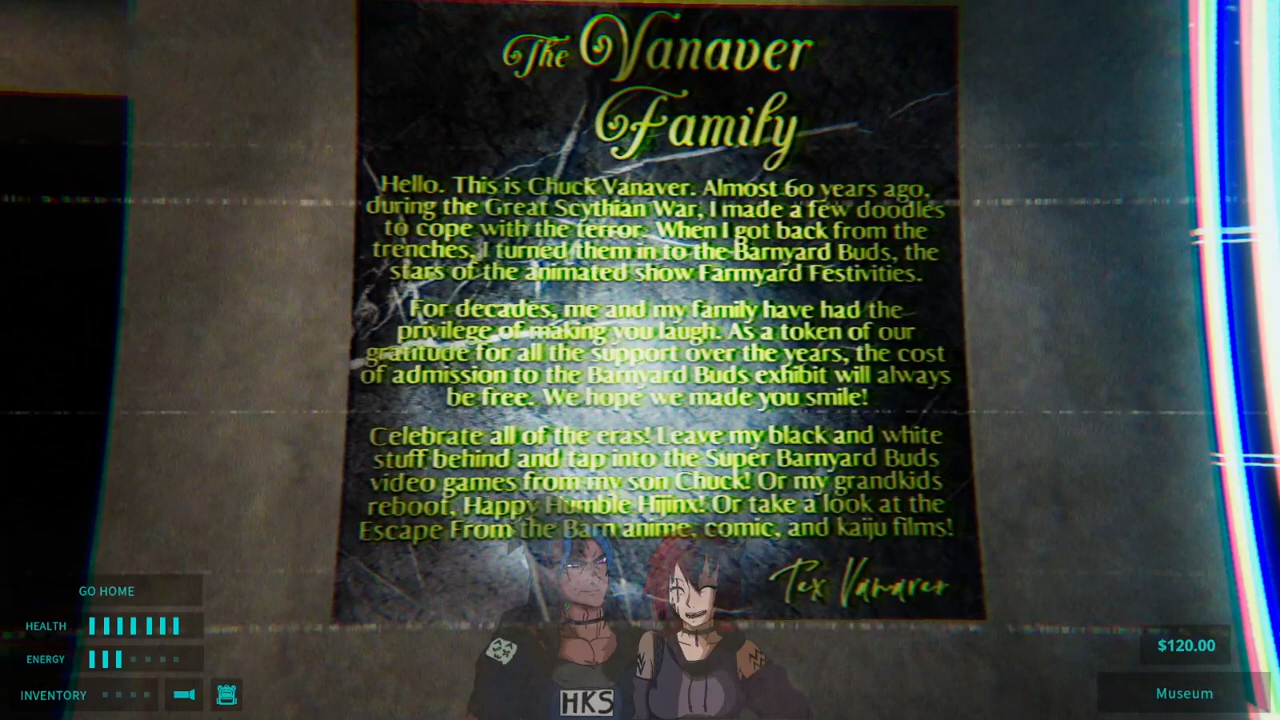 The Vanaver
Family
Hello. This is Chuck Vanaver. Almost 60 years ago,
during the Great Scythian War, I made a few doodles
to cope with the terror. When I got back from the
trenches, I turned them in to the Barnyard Buds, the
stars of the animated show Farmyard Festivities.
For decades, me and my family have had the
privilege of making you laugh. As a token of our
gratitude for all the support over the years, the cost
of admission to the Barnyard Buds exhibit will always
be free. We hope we made you smile!
Celebrate all of the eras! Leave my black and white
stuff behind and tap into the Super Barnyard Buds
video games from my son Chuck! Or my grandkids
reboot, Happy Humble Hijinx! Or take a look at the
Escape From the Barn anime, comic, and kaiju films!
Tex Vanaver
GO HOME
HEALTH
ENERGY
INVENTORY
HKS
$120.00
Museum